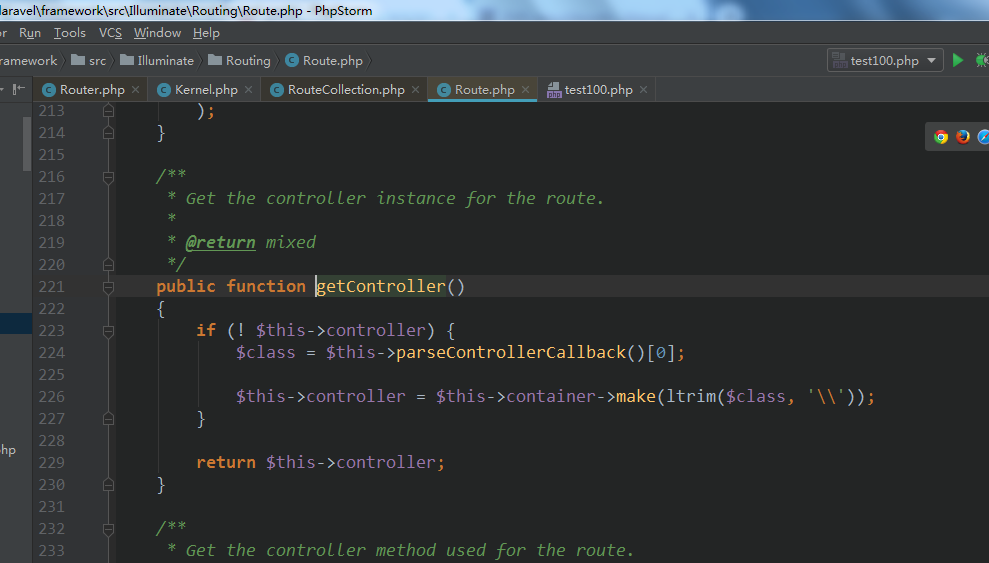 laravel\framework\src\Illuminate\Routing\Route.php - PhpStorm
Run Tools VCS Window Help
ramework src Illuminate Routing Route.php test100.php
Router.php Kernel.php RouteCollection.php Route.php test100.php
213 );
214 }
215
216 /**
217 * Get the controller instance for the route.
218 *
219 * @return mixed
220 */
221 public function getController()
222 {
223 if (! $this->controller) {
224 $class = $this->parseControllerCallback()[0];
225
226 $this->controller = $this->container->make(ltrim($class, '\\'));
227 }
228
hp
229 return $this->controller;
230 }
231
232 /**
233 * Get the controller method used for the route.